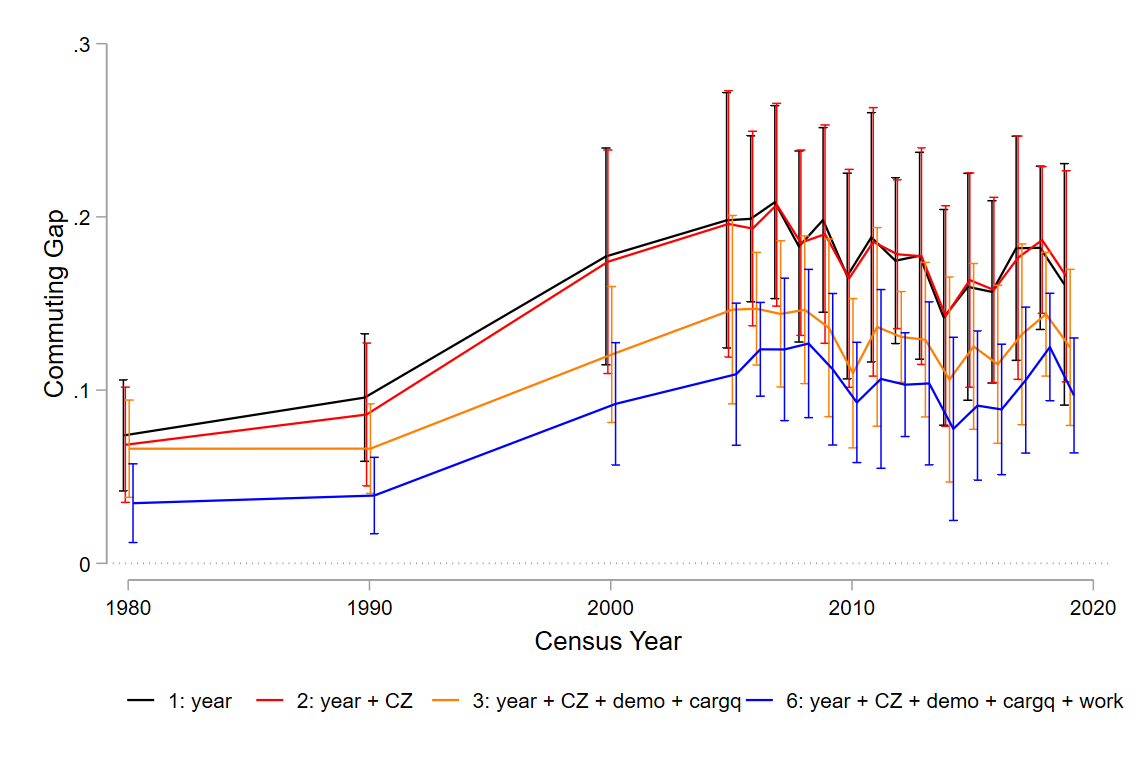 .3
.2
.1
0
Commuting Gap
1980 1990 2000 2010 2020
Census Year
1: year 2: year + CZ 3: year + CZ + demo + cargq 6: year + CZ + demo + cargq + work